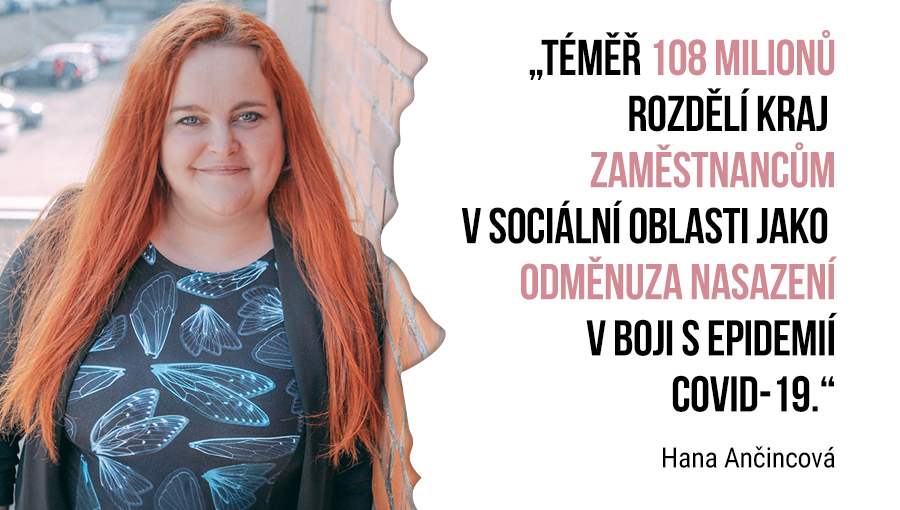 „TÉMĚŘ 108 MILIONŮ
ROZDĚLÍ KRAJ
ZAMĚSTNANCŮM
V SOCIÁLNÍ OBLASTI JAKO
ODMĚNUZA NASAZENÍ
V BOJI S EPIDEMIÍ
COVID-19.“
Hana Ančincová